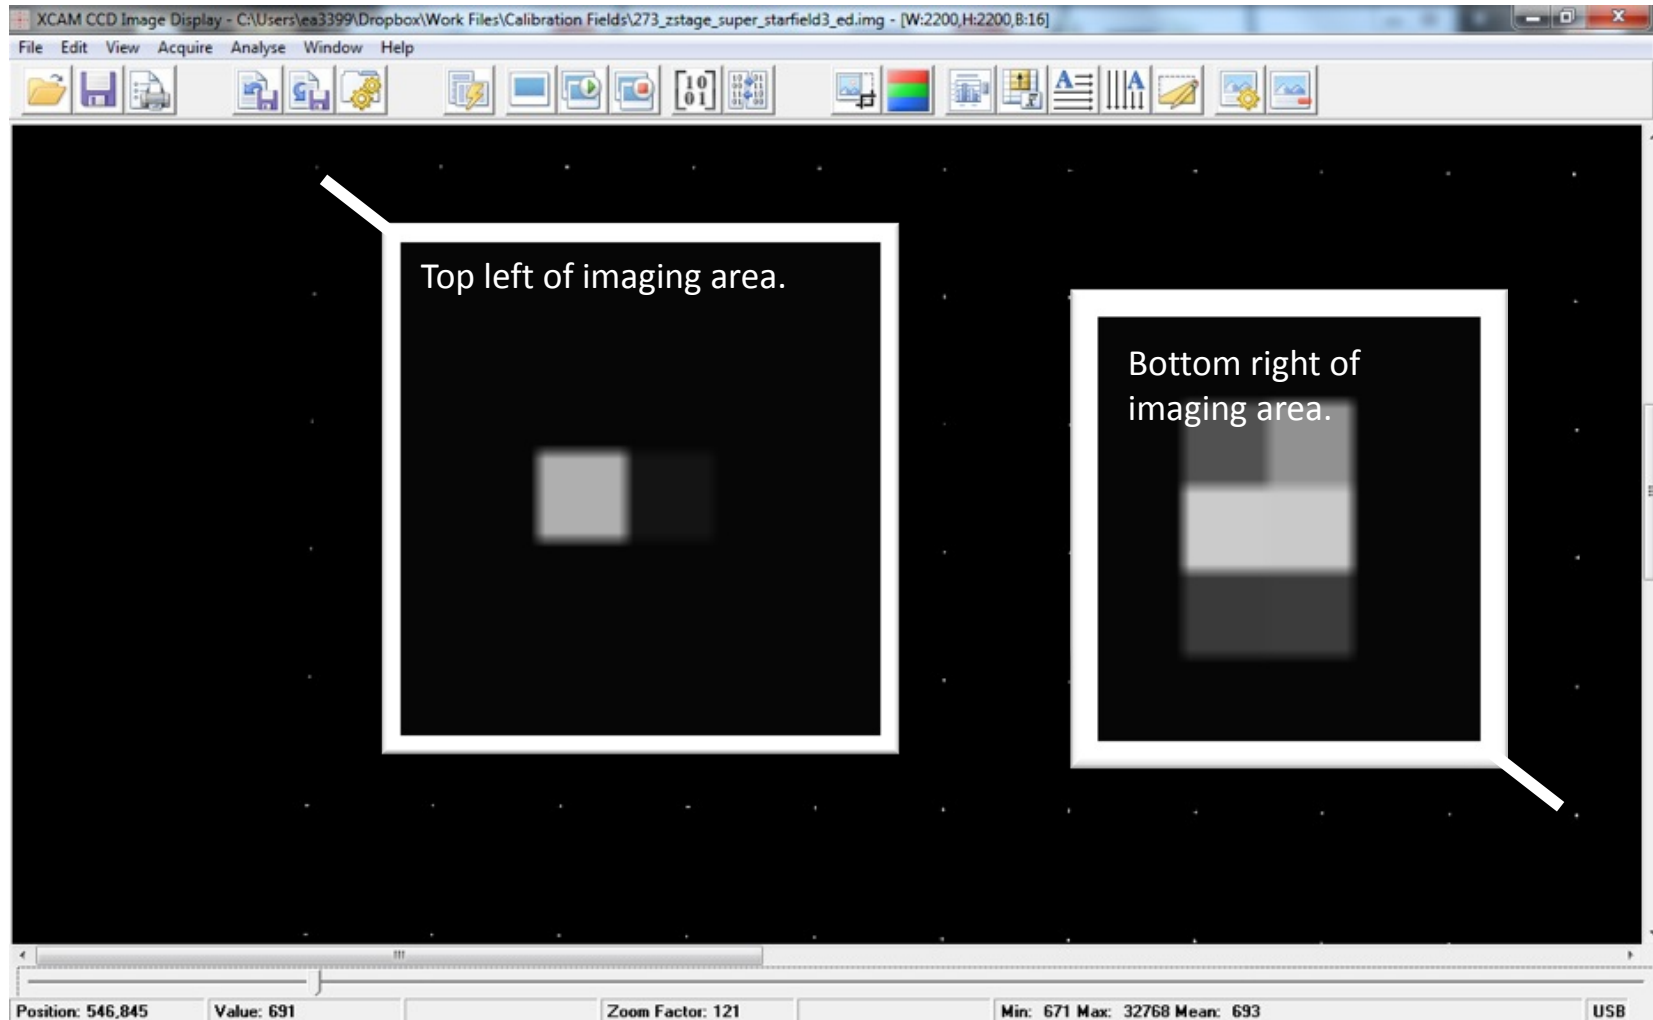 XCAM CCD Image Display - C:\Users\ea3399\Dropbox\Work Files\Calibration Fields\273_zstage_super_starfield3_ed.img - [W:2200,H:2200,B:16]
File Edit View Acquire Analyse Window Help
Top left of imaging area.
Bottom right of
imaging area.
Position: 546,845 Value: 691 Zoom Factor: 121 Min: 671 Max: 32768 Mean: 693 USB